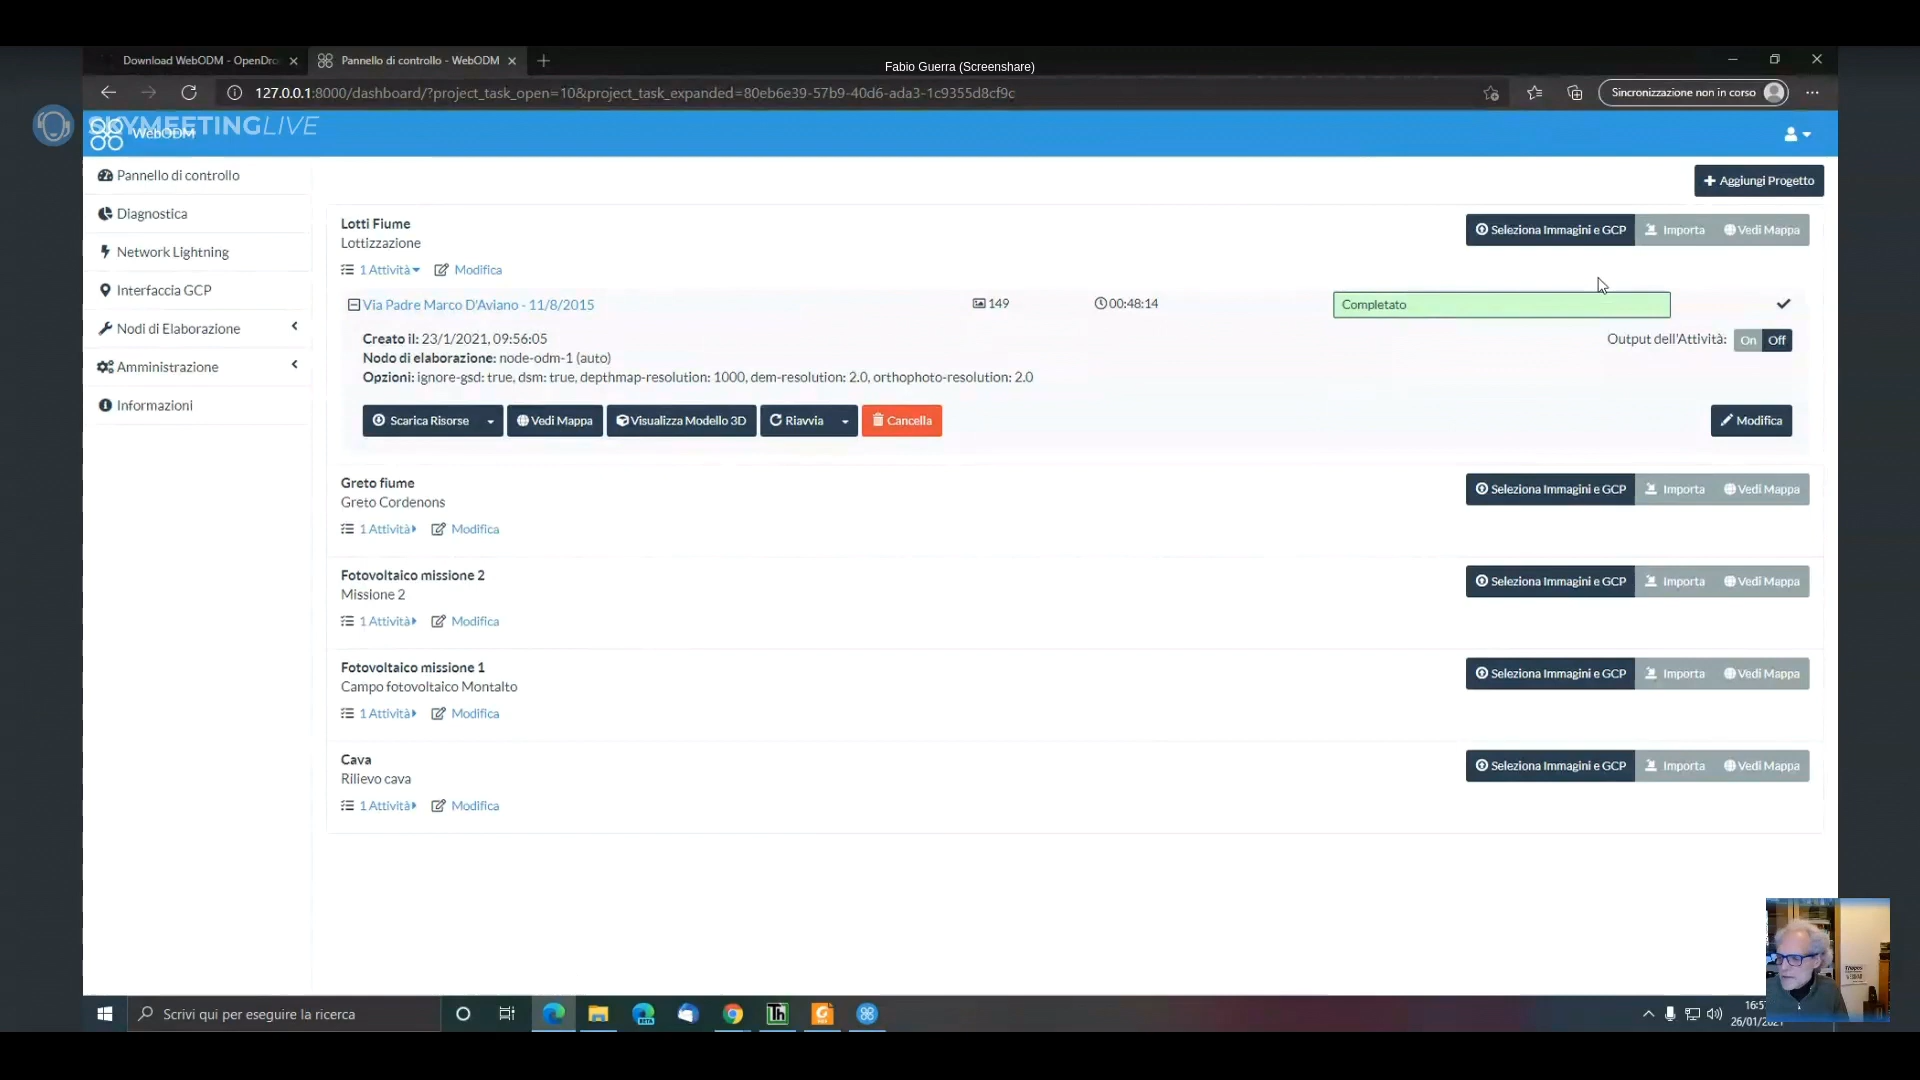 Download WebODM - OpenDro
Pannello di controllo - WebODM
Fabio Guerra (Screenshare)
127.0.0.1:8000/dashboard/?project_task_open=10&project_task_expanded=80eb6e39-57b9-40d6-ada3-1c9355d8cf9c
Sincronizzazione non in corso
SKYMEETINGLIVE
WebODM
Pannello di controllo
Diagnostica
Network Lightning
Interfaccia GCP
Nodi di Elaborazione
Amministrazione
Informazioni
Aggiungi Progetto
Lotti Fiume
Lottizzazione
1 Attività Modifica
Seleziona Immagini e GCP Importa Vedi Mappa
Via Padre Marco D'Aviano - 11/8/2015 149 00:48:14 Completato
Creato il: 23/1/2021, 09:56:05
Output dell'Attività: On Off
Nodo di elaborazione: node-odm-1 (auto)
Opzioni: ignore-gsd: true, dsm: true, depthmap-resolution: 1000, dem-resolution: 2.0, orthophoto-resolution: 2.0
Scarica Risorse Vedi Mappa Visualizza Modello 3D Riavvia Cancella Modifica
Greto fiume
Greto Cordenons
1 Attività Modifica
Seleziona Immagini e GCP Importa Vedi Mappa
Fotovoltaico missione 2
Missione 2
1 Attività Modifica
Seleziona Immagini e GCP Importa Vedi Mappa
Fotovoltaico missione 1
Campo fotovoltaico Montalto
1 Attività Modifica
Seleziona Immagini e GCP Importa Vedi Mappa
Cava
Rilievo cava
1 Attività Modifica
Seleziona Immagini e GCP Importa Vedi Mappa
Scrivi qui per eseguire la ricerca
Th
26/01/2021